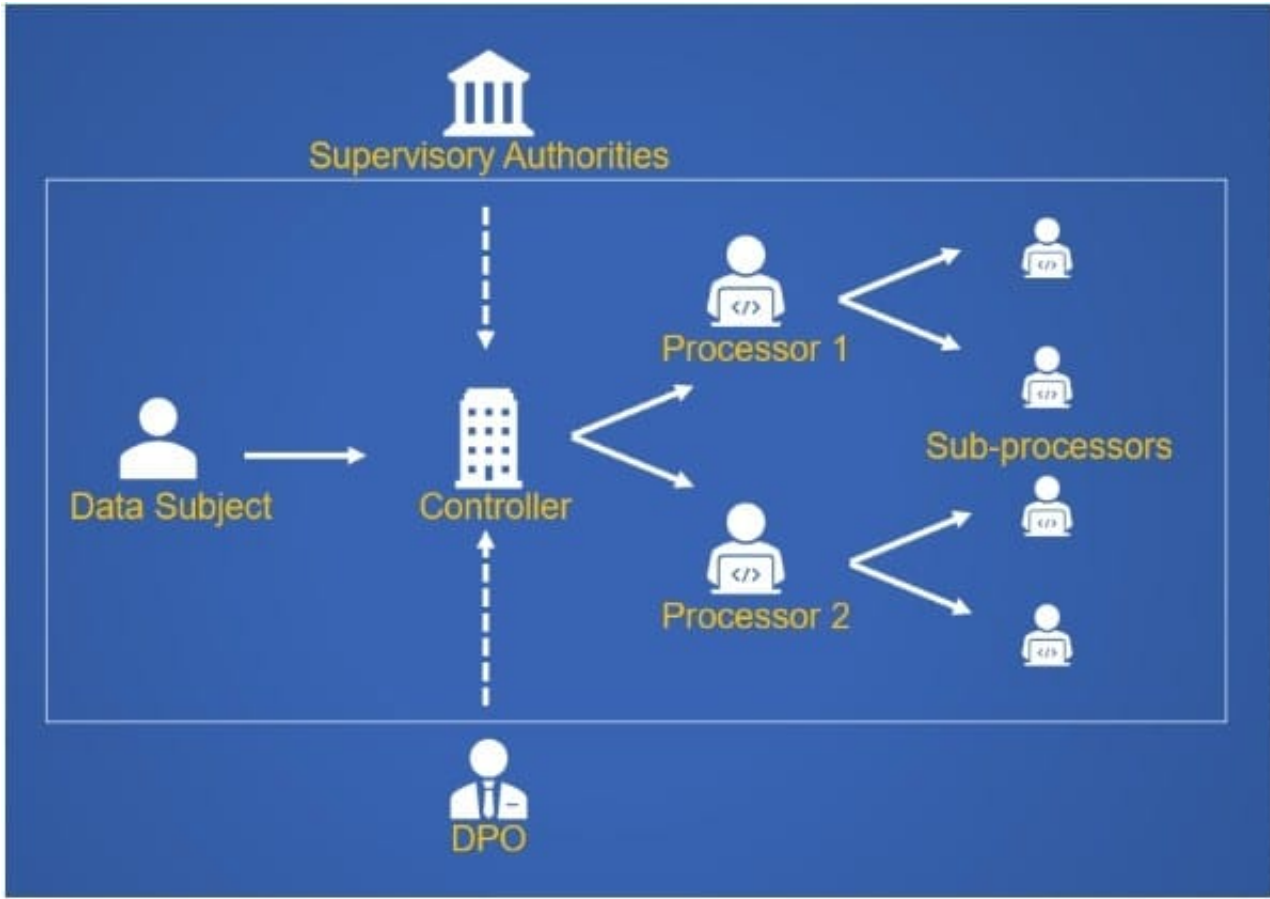 Supervisory Authorities
</>
Processor 1
</>
</>
Data Subject
Controller
Sub-processors
</>
</>
Processor 2
</>
DPO